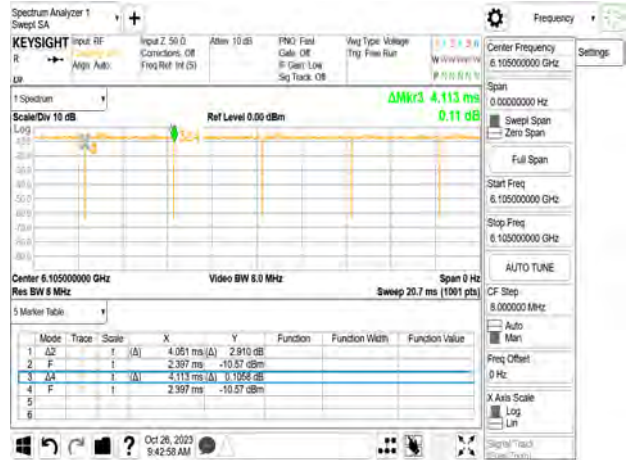 Spectrum Analyzer 1
Swept SA
+
Frequency
KEYSIGHT Input: RF Input Z: 50 Ω Atten: 10 dB PNO: Fast Avg Type: Voltage
R Corrections: Off Gate: Off Trig: Free Run
Align: Auto Freq Ref: Int (S) IF Gain: Low
Sig Track: Off
Center Frequency
6.105000000 GHz
Settings
Span
0.00000000 Hz
Swept Span
Zero Span
Full Span
Start Freq
6.105000000 GHz
Stop Freq
6.105000000 GHz
AUTO TUNE
CF Step
8.000000 MHz
Auto
Man
Freq Offset
0 Hz
X Axis Scale
Log
Lin
Signal Track
1 Spectrum
ΔMkr3 4.113 ms
Scale/Div 10 dB Ref Level 0.00 dBm 0.11 dB
Log
Center 6.105000000 GHz Video BW 8.0 MHz Span 0 Hz
Res BW 8 MHz Sweep 20.7 ms (1001 pts)
5 Marker Table
Mode Trace Scale X Y Function Function Width Function Value
1 Δ2 t (Δ) 4.051 ms (Δ) 2.910 dB
2 F t 2.397 ms -10.57 dBm
3 Δ4 t (Δ) 4.113 ms (Δ) 0.1058 dB
4 F t 2.397 ms -10.57 dBm
5
6
? Oct 26, 2023
9:42:58 AM